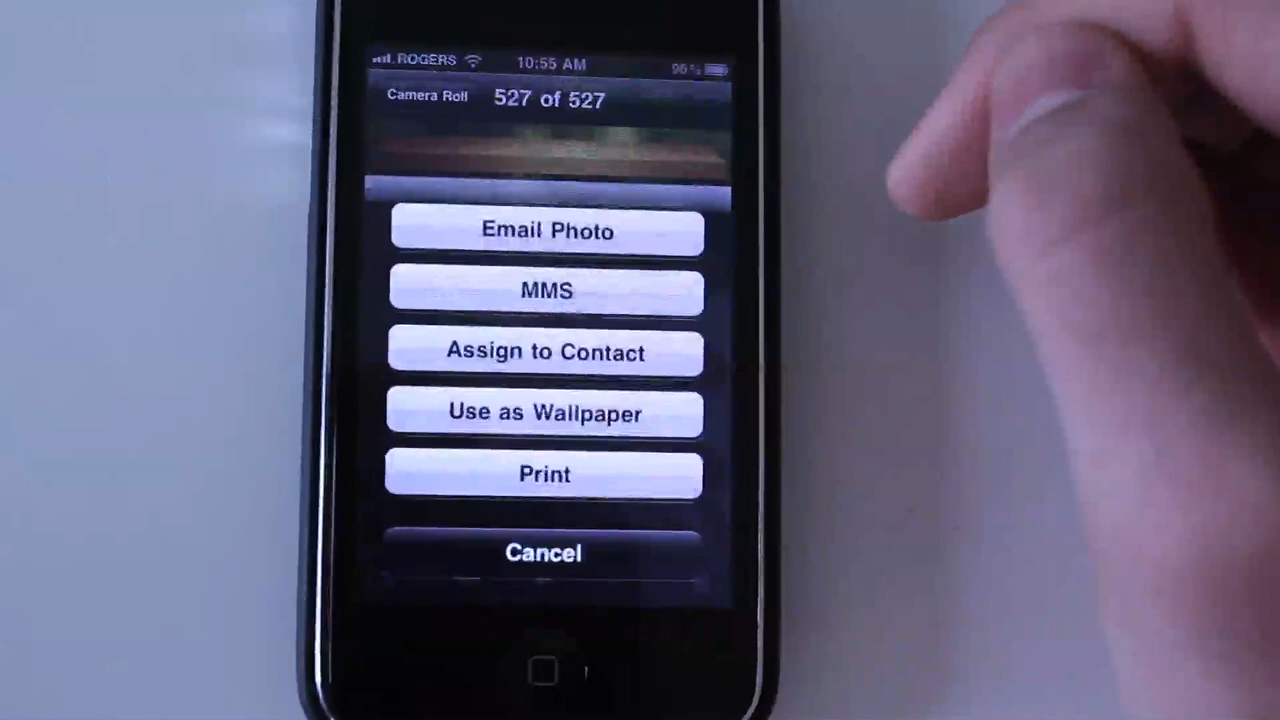 ROGERS 10:55 AM 96%
Camera Roll 527 of 527
Email Photo
MMS
Assign to Contact
Use as Wallpaper
Print
Cancel